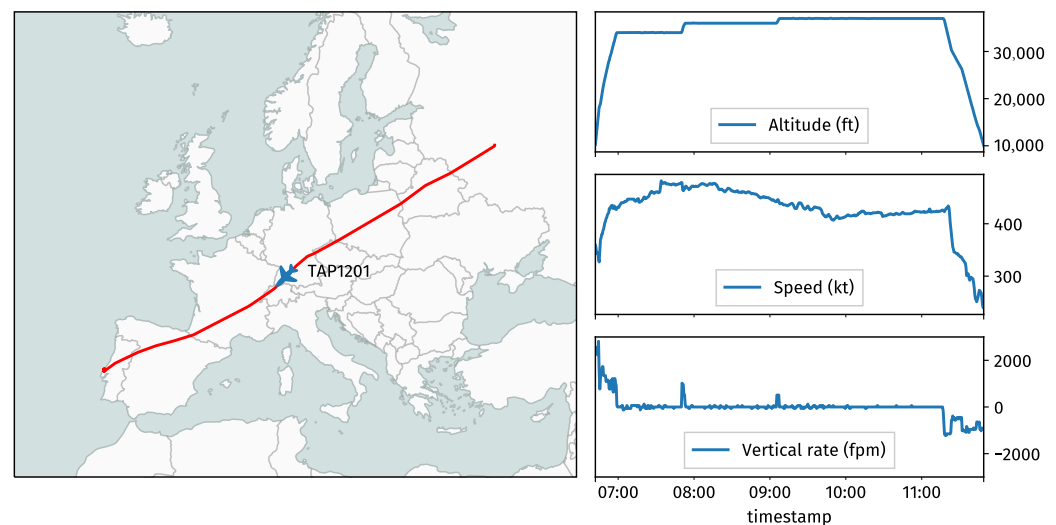 TAP1201
Altitude (ft)
30,000
20,000
10,000
Speed (kt)
400
300
Vertical rate (fpm)
2000
0
−2000
07:00 08:00 09:00 10:00 11:00
timestamp